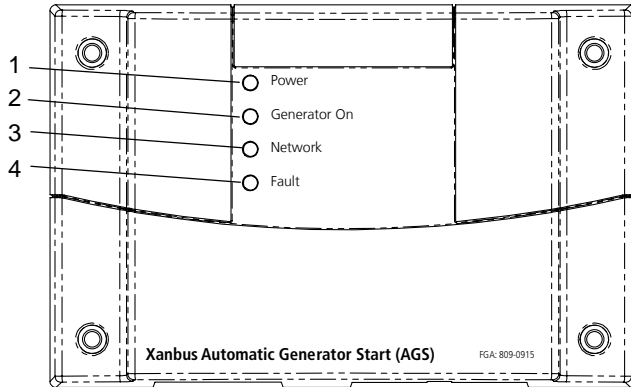 1 Power
2 Generator On
3 Network
4 Fault
Xanbus Automatic Generator Start (AGS) FGA: 809-0915